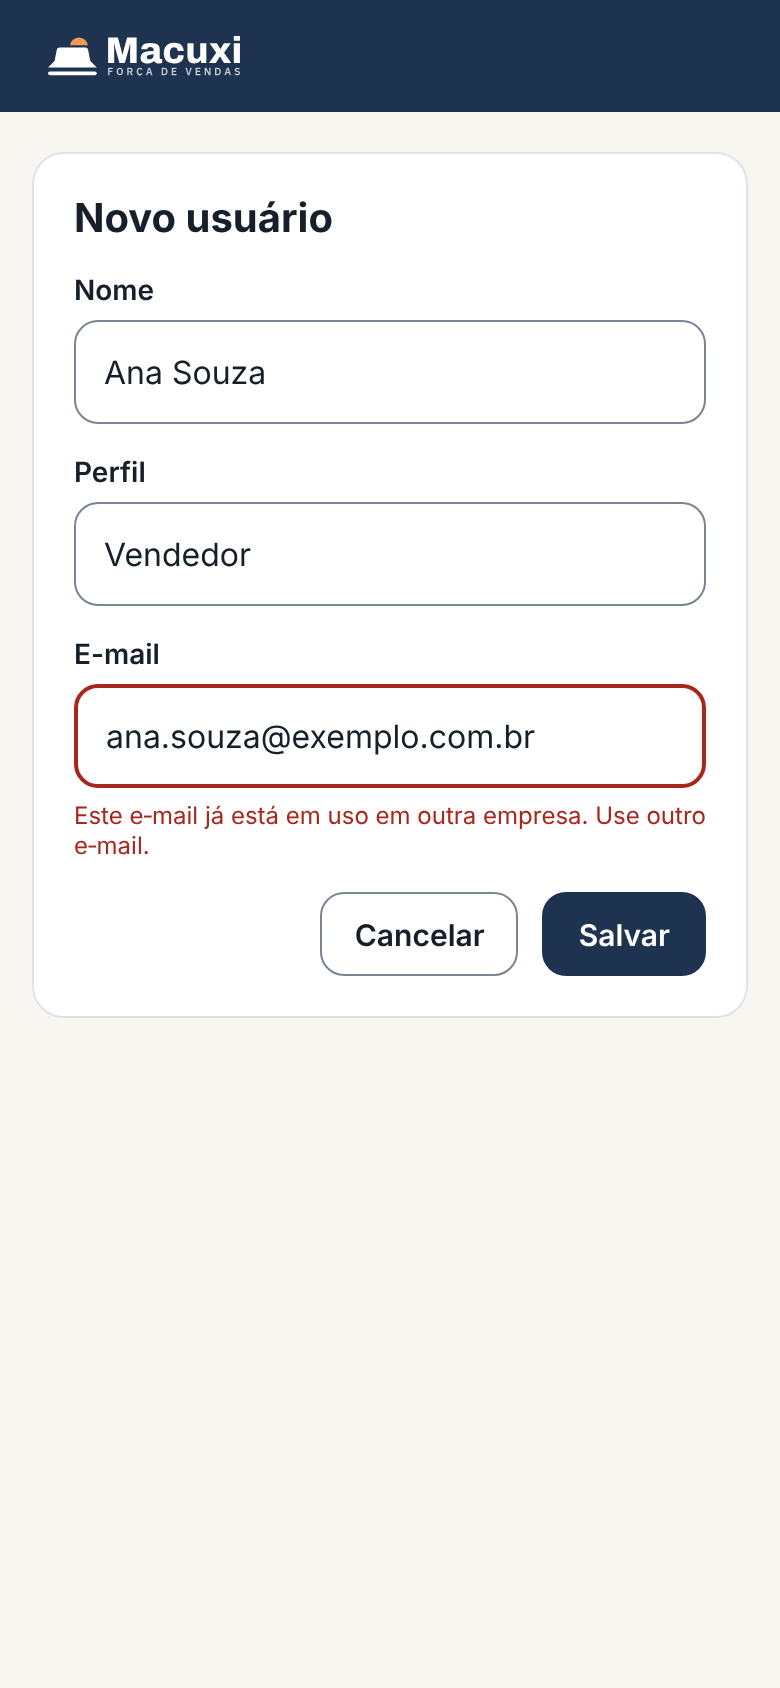 Macuxi
FORÇA DE VENDAS
Novo usuário
Nome
Ana Souza
Perfil
Vendedor
E-mail
ana.souza@exemplo.com.br
Este e-mail já está em uso em outra empresa. Use outro
e-mail.
Cancelar
Salvar